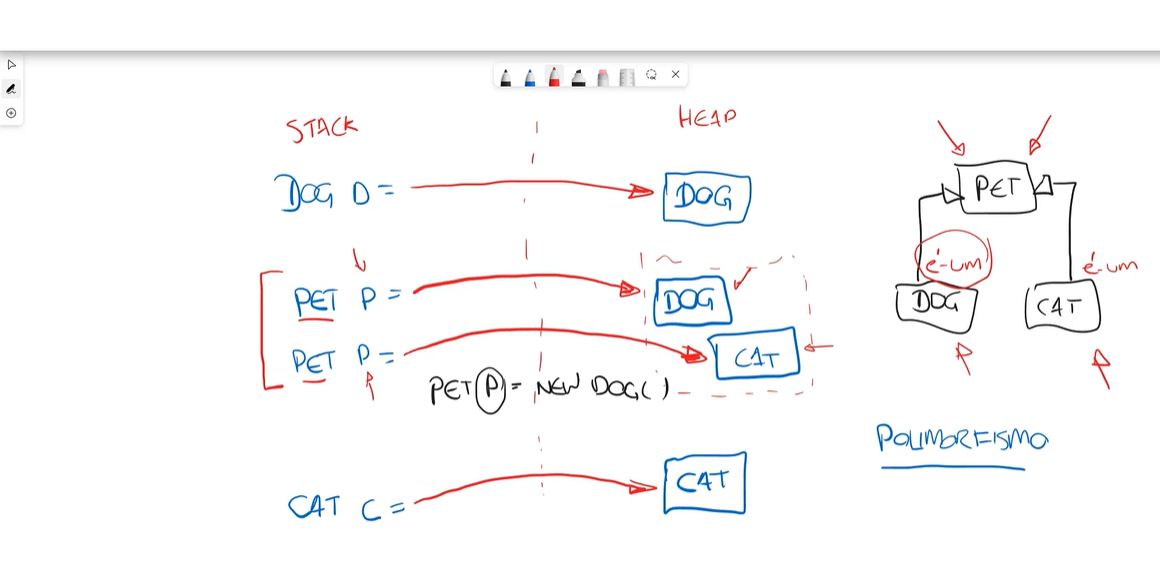 STACK
HEAP
DOG D =
DOG
PET P =
DOG
PET P =
CAT
PET P = NEW DOG( )
CAT C =
CAT
PET
é-um
é-um
DOG
CAT
POLIMORFISMO